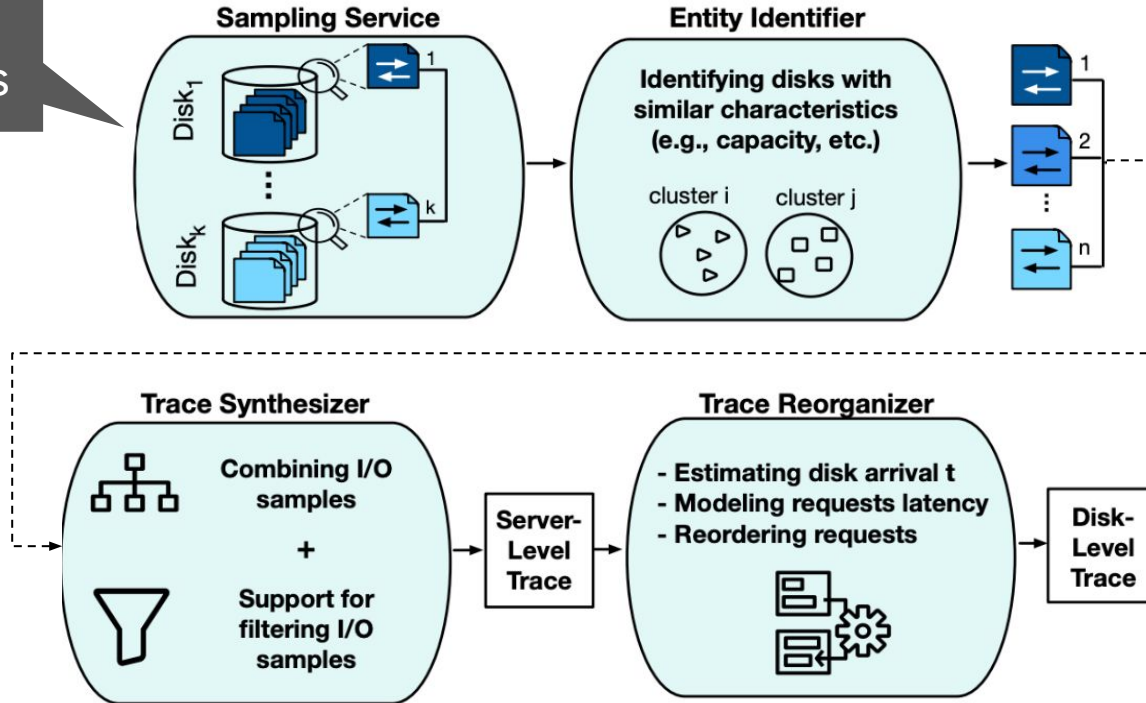 s
Sampling Service
Disk1
1
Diskk
k
Entity Identifier
Identifying disks with
similar characteristics
(e.g., capacity, etc.)
cluster i
cluster j
1
2
n
Trace Synthesizer
Combining I/O
samples
+
Support for
filtering I/O
samples
Server-
Level
Trace
Trace Reorganizer
- Estimating disk arrival t
- Modeling requests latency
- Reordering requests
Disk-
Level
Trace